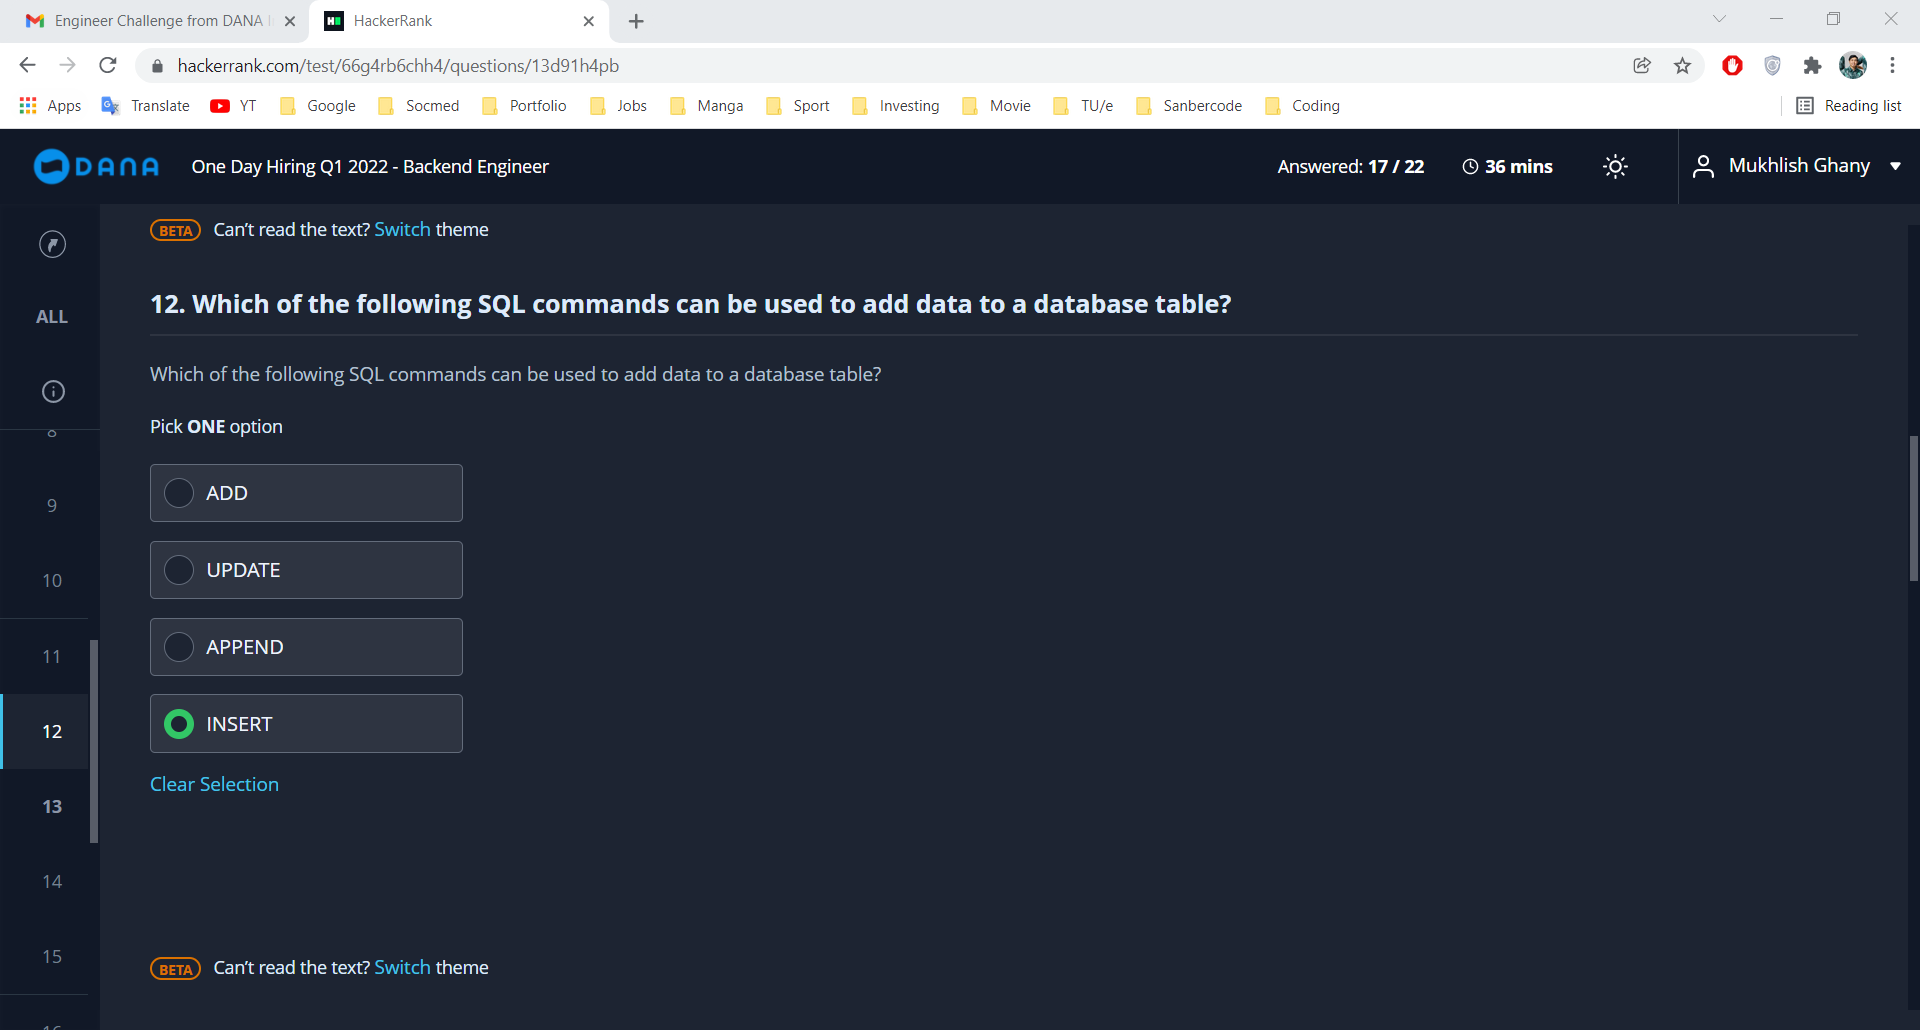 Engineer Challenge from DANA
HackerRank
hackerrank.com/test/66g4rb6chh4/questions/13d91h4pb
Apps Translate YT Google Socmed Portfolio Jobs Manga Sport Investing Movie TU/e Sanbercode Coding Reading list
DANA One Day Hiring Q1 2022 - Backend Engineer Answered: 17 / 22 36 mins Mukhlish Ghany
BETA Can't read the text? Switch theme
ALL
12. Which of the following SQL commands can be used to add data to a database table?
Which of the following SQL commands can be used to add data to a database table?
Pick ONE option
ADD
UPDATE
APPEND
INSERT
Clear Selection
9
10
11
12
13
14
15
BETA Can't read the text? Switch theme